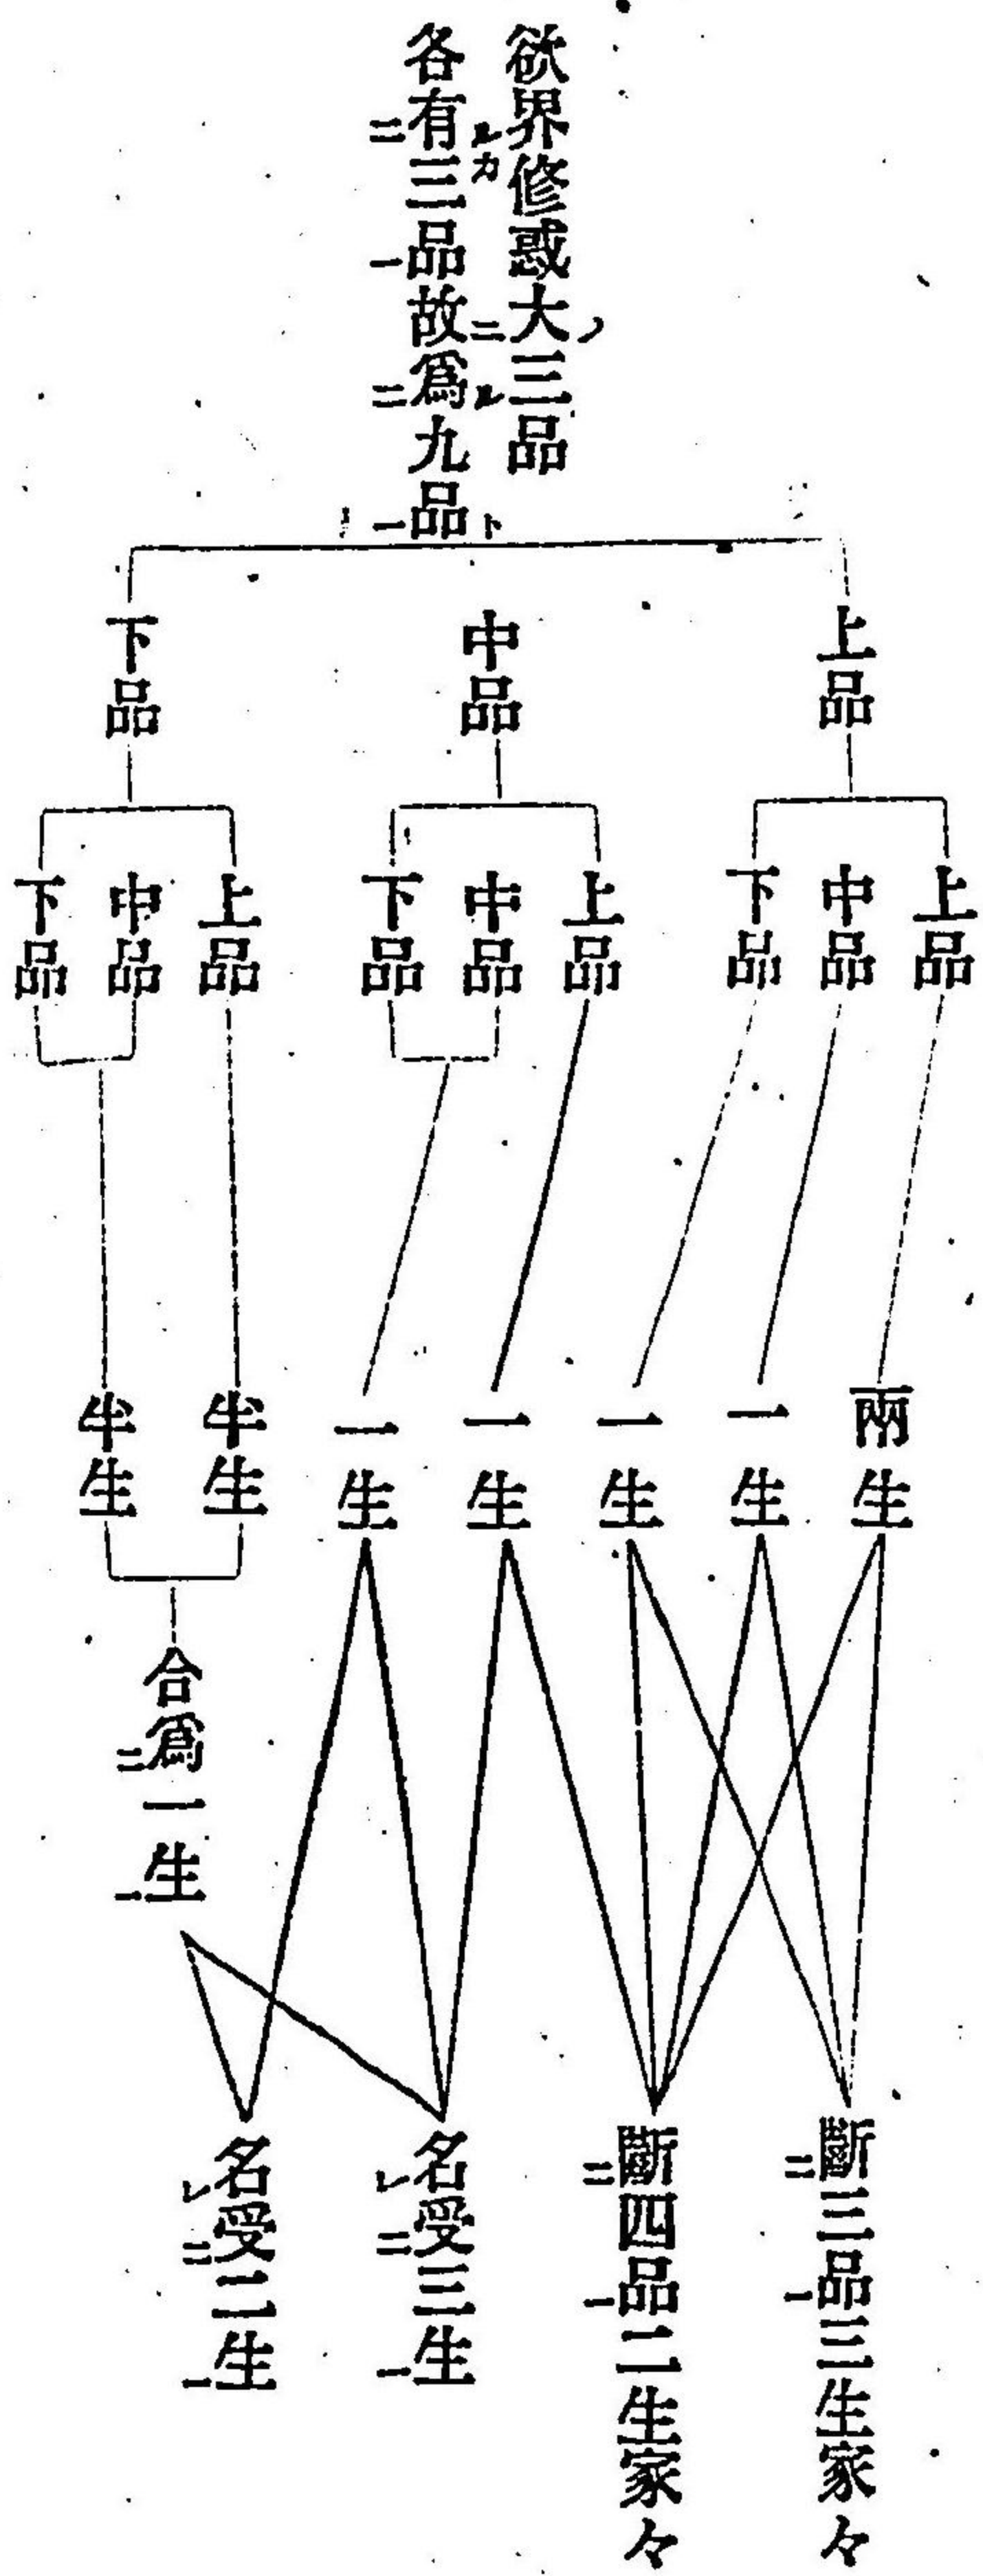 欲界修惑大三品
各有三品故爲九品
上品
中品
下品
上品
中品
下品
上品
中品
下品
上品
中品
下品
兩生
一生
一生
一生
一生
半生
半生
合爲一生
斷三品三生家々
斷四品二生家々
名受三生
名受二生